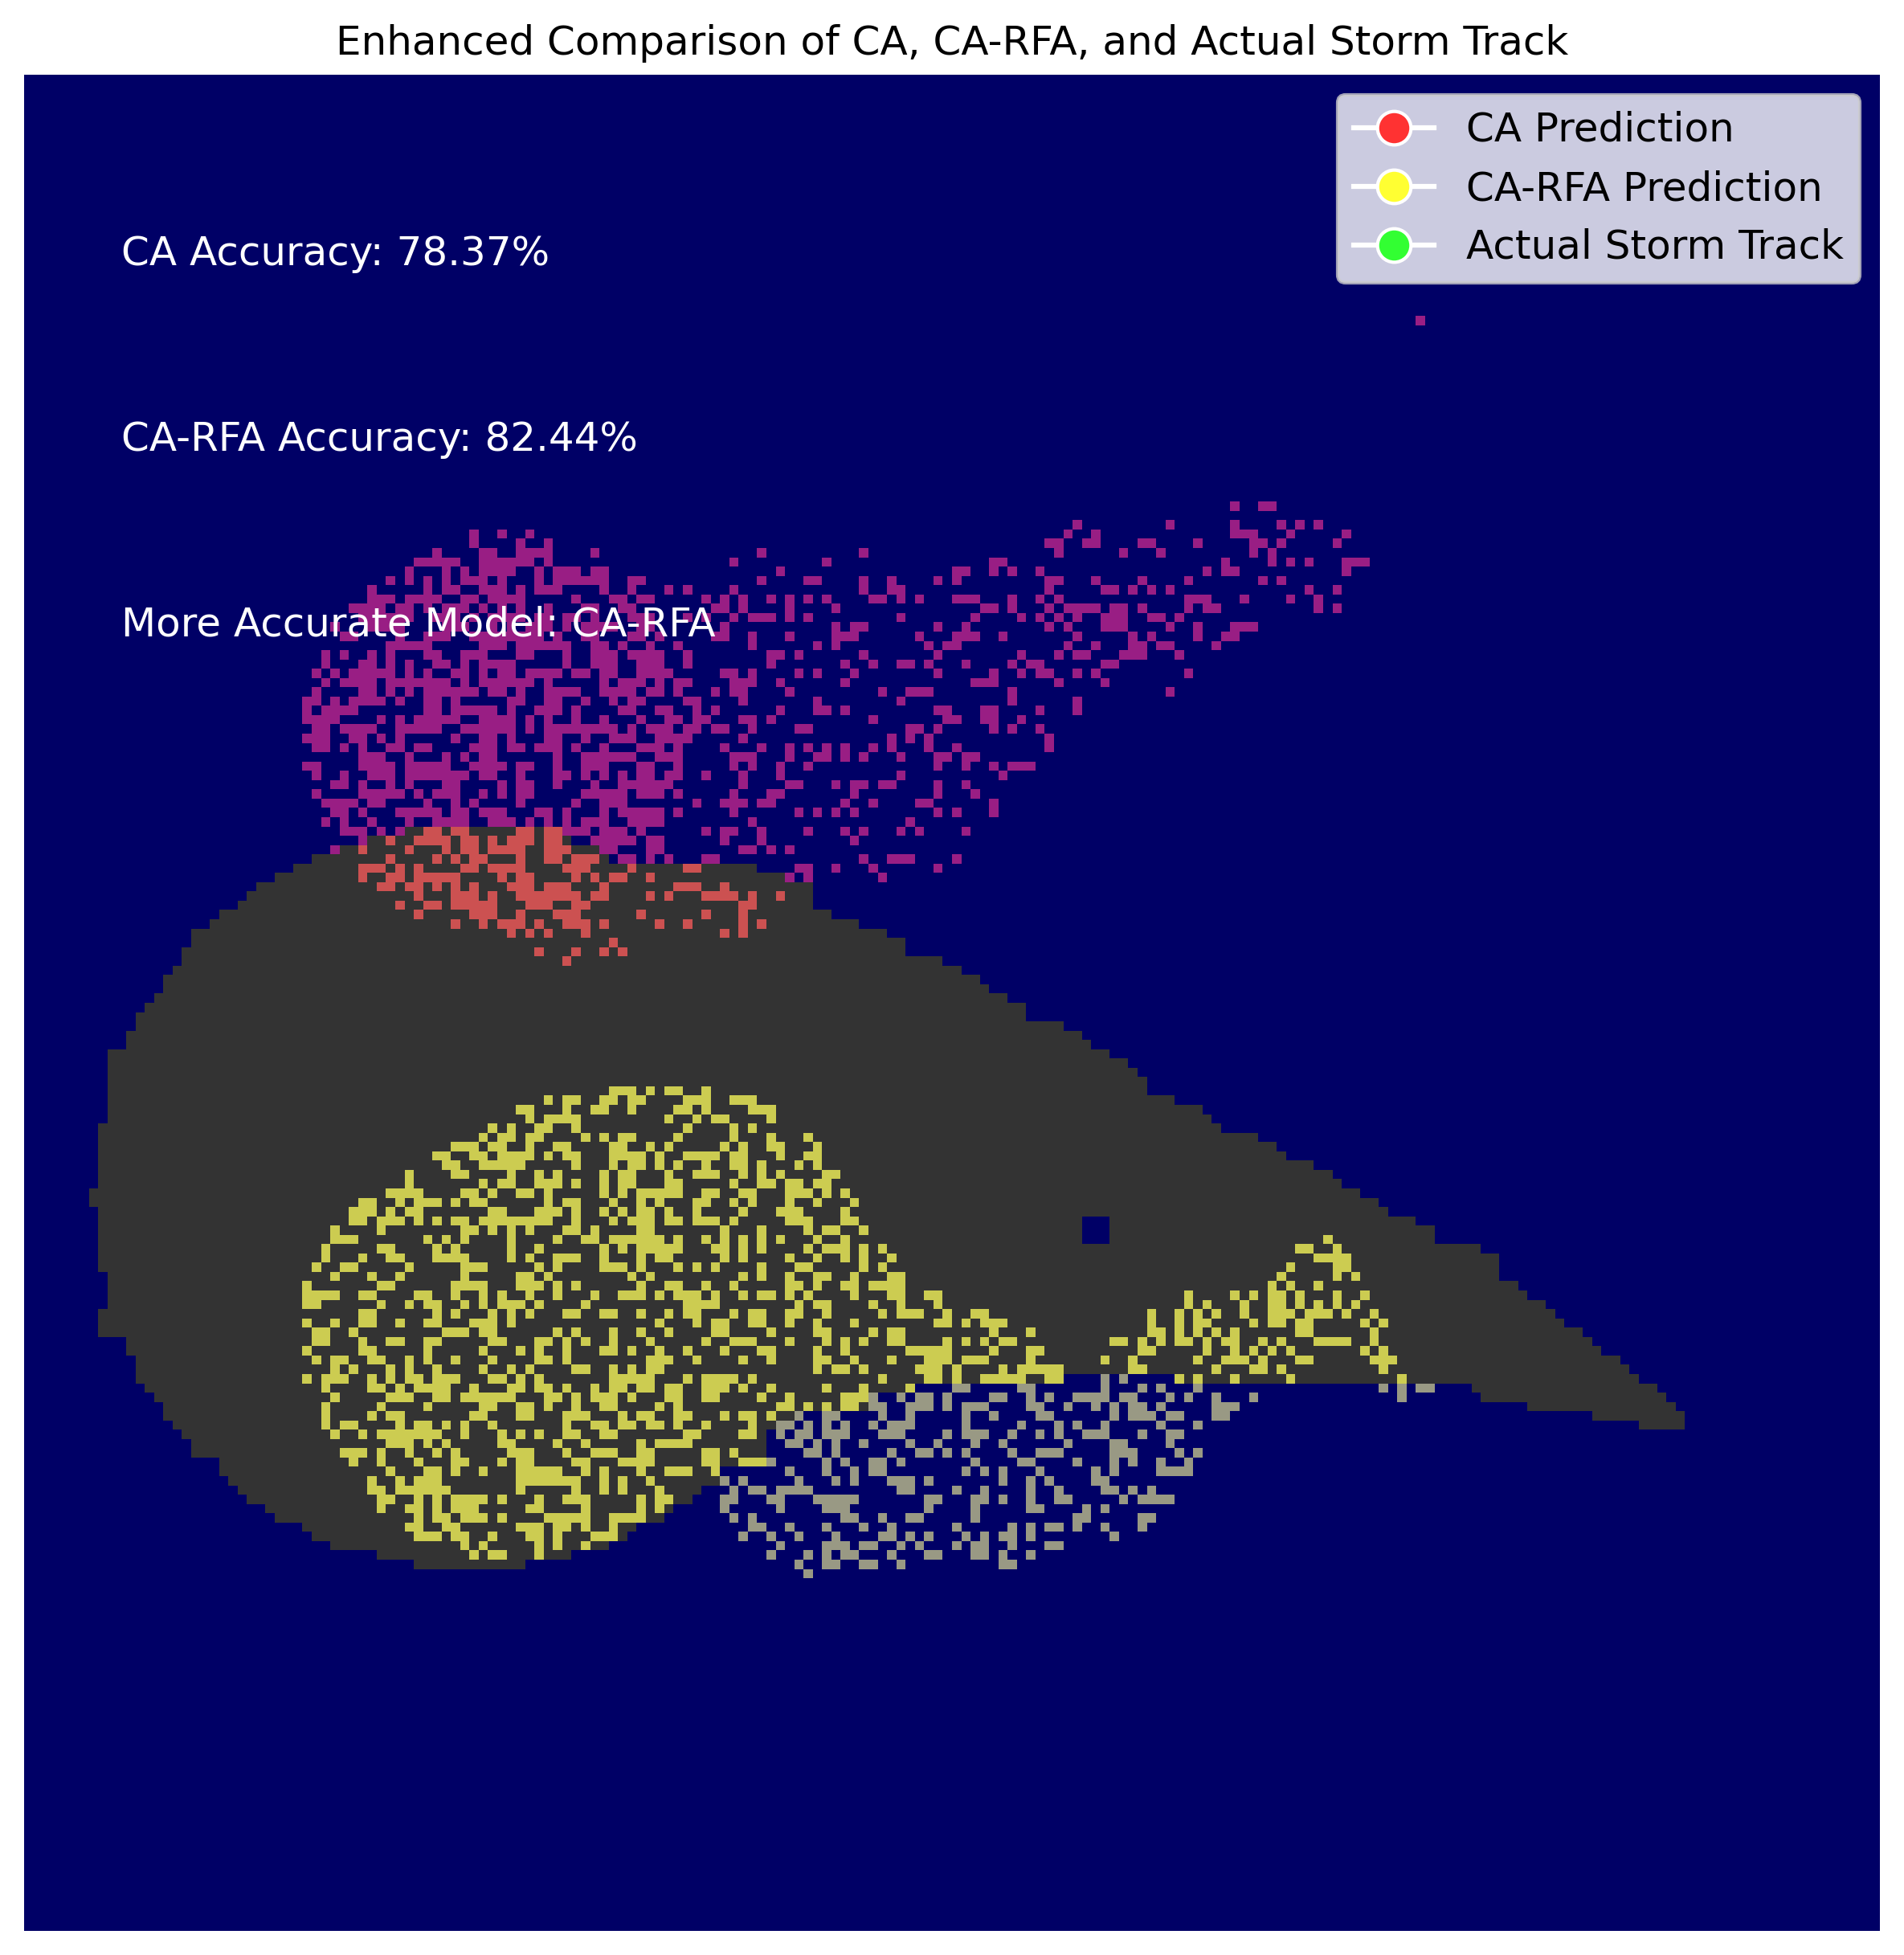 Enhanced Comparison of CA, CA-RFA, and Actual Storm Track
CA Prediction
CA-RFA Prediction
Actual Storm Track
CA Accuracy: 78.37%
CA-RFA Accuracy: 82.44%
More Accurate Model: CA-RFA